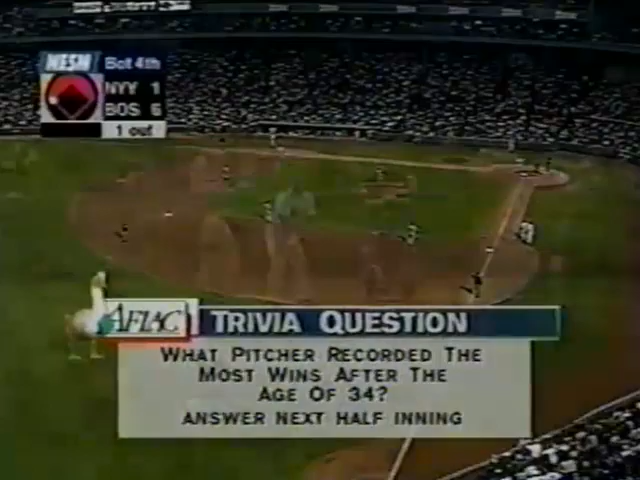 NESN Bot 4th
NYY 1
BOS 6
1 out
AFLAC TRIVIA QUESTION
WHAT PITCHER RECORDED THE
MOST WINS AFTER THE
AGE OF 34?
ANSWER NEXT HALF INNING